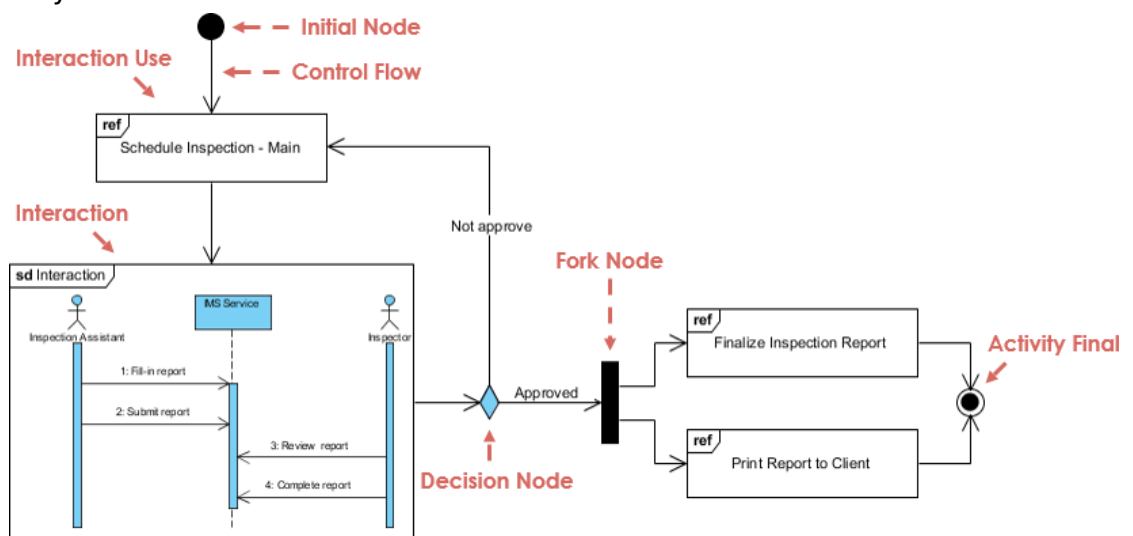 Initial Node
Interaction Use
Control Flow
ref
Schedule Inspection - Main
Interaction
Not approve
Fork Node
sd Interaction
IMS Service
Inspection Assistant
Inspector
ref
Finalize Inspection Report
Activity Final
1: Fill-in report
Approved
2: Submit report
ref
3: Review report
Print Report to Client
Decision Node
4: Complete report